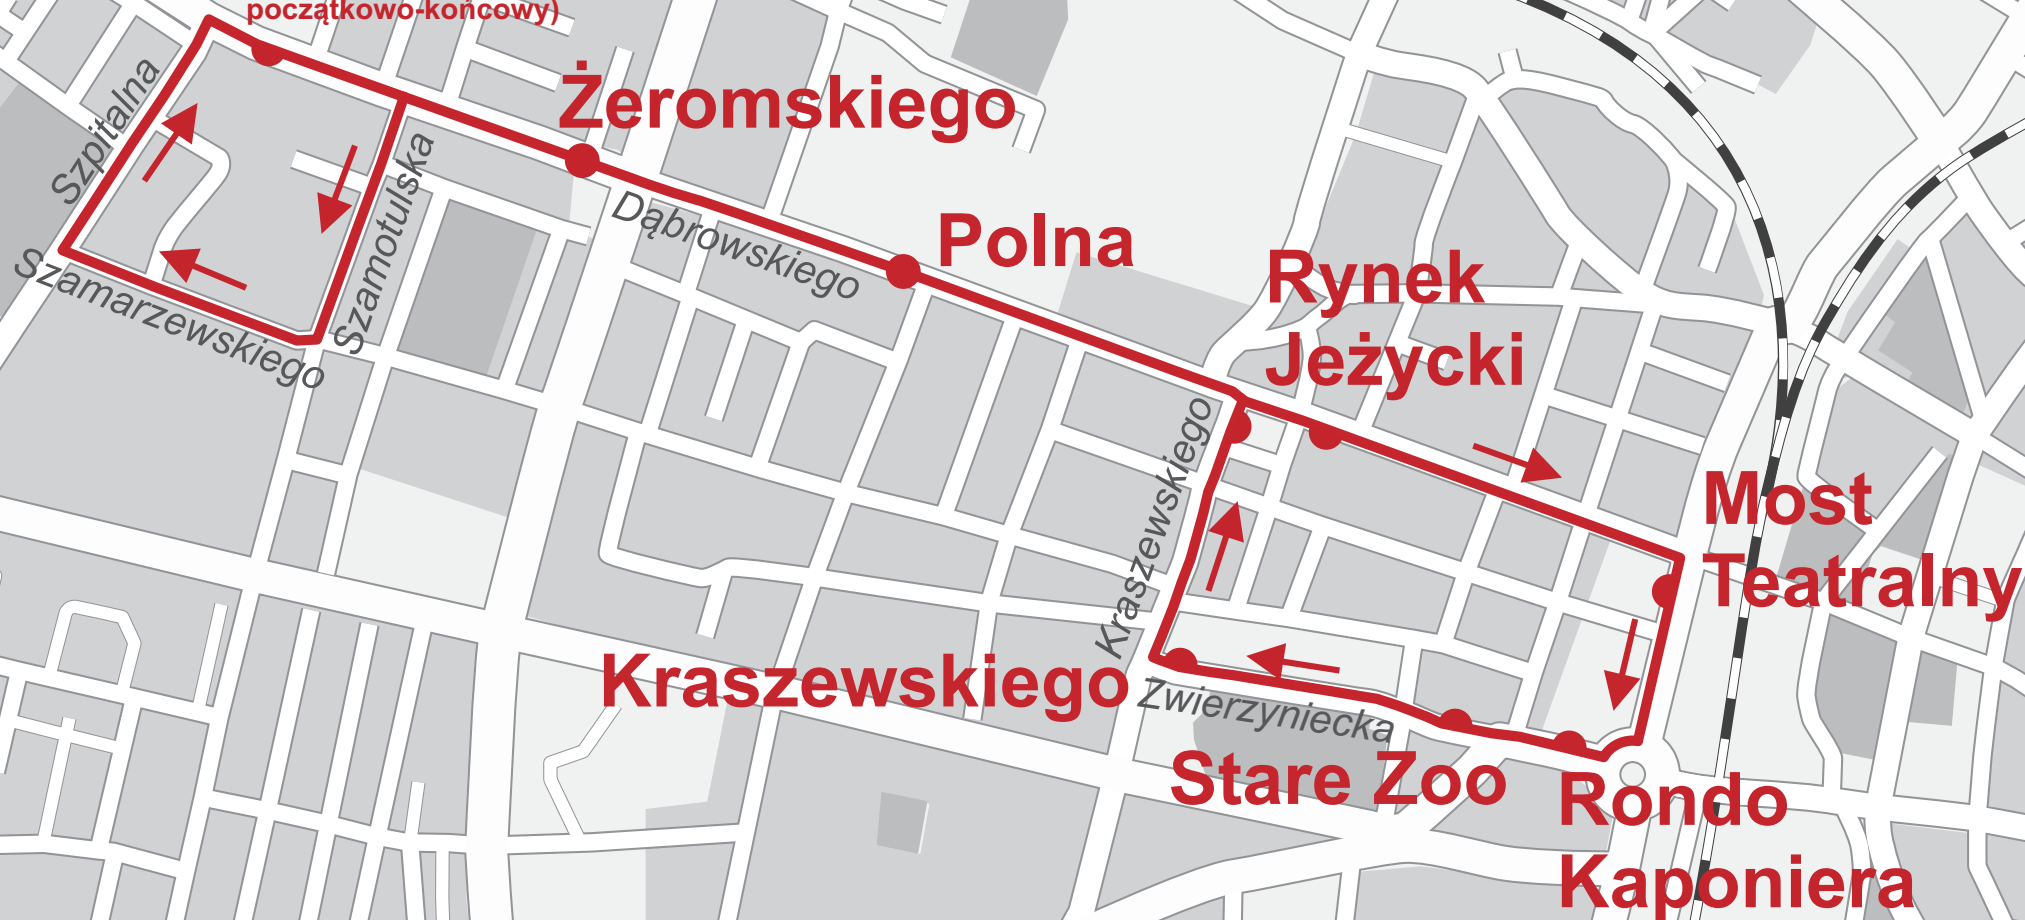 początkowo-końcowy)
Żeromskiego
Szpitalna
Szamotulska
Dąbrowskiego
Polna
Rynek
Jeżycki
Szamarzewskiego
Kraszewskiego
Most
Teatralny
Kraszewskiego
Zwierzyniecka
Stare Zoo
Rondo
Kaponiera